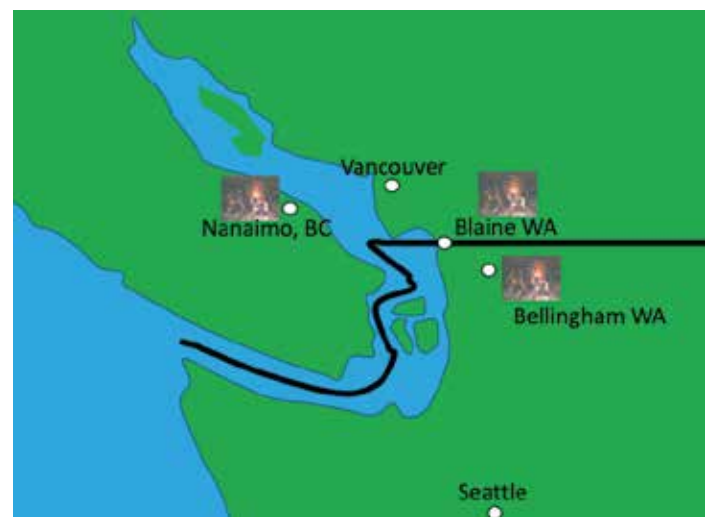 Vancouver
Nanaimo, BC
Blaine WA
Bellingham WA
Seattle